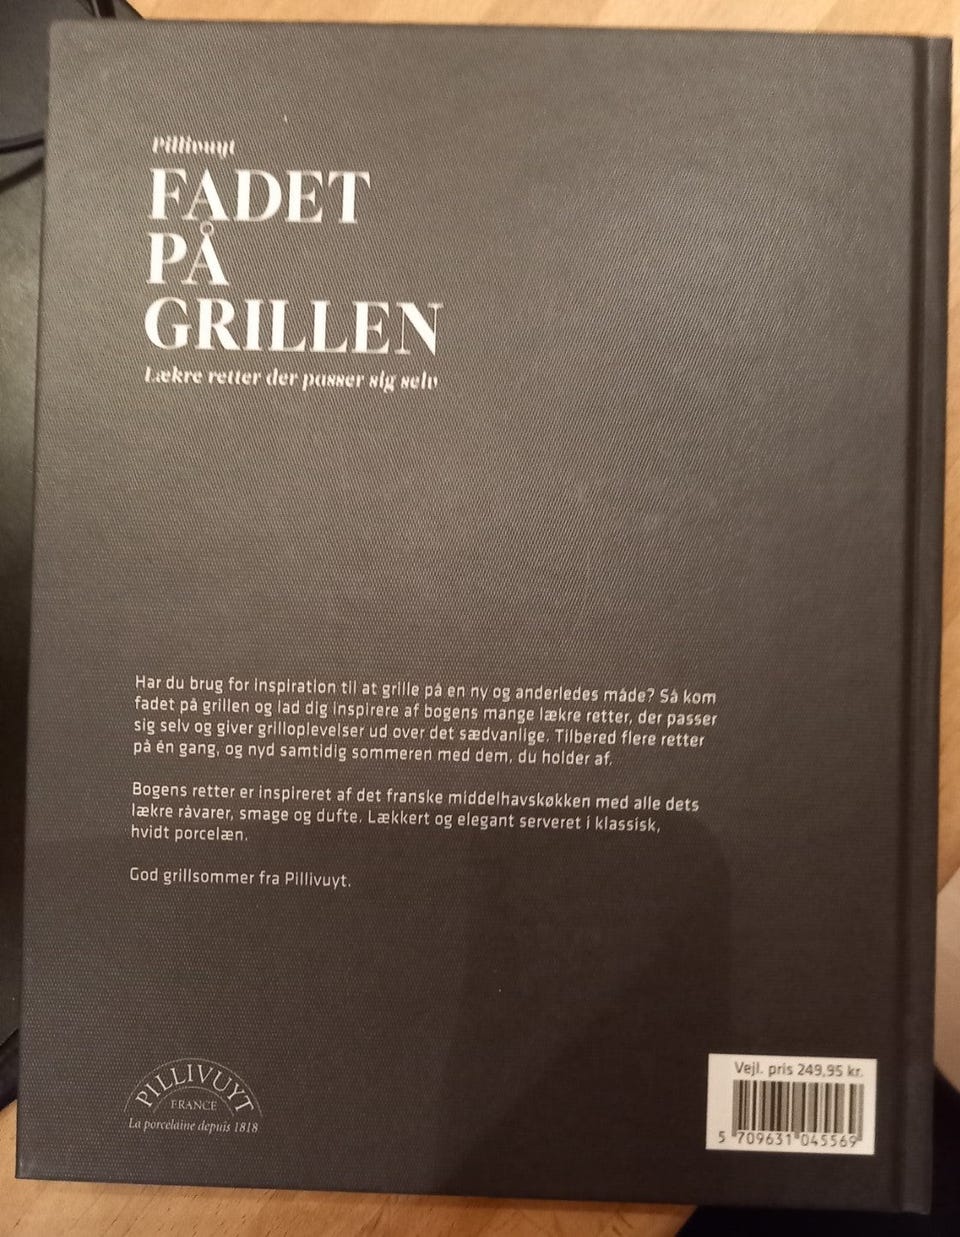 Pillivuyt
FADET
PÅ
GRILLEN
Lækre retter der passer sig selv
Har du brug for inspiration til at grille på en ny og anderledes måde? Så kom
fadet på grillen og lad dig inspirere af bogens mange lækre retter, der passer
sig selv og giver grilloplevelser ud over det sædvanlige. Tilbered flere retter
på én gang, og nyd samtidig sommeren med dem, du holder af.
Bogens retter er inspireret af det franske middelhavskøkken med alle dets
lækre råvarer, smage og dufte. Lækkert og elegant serveret i klassisk,
hvidt porcelæn.
God grillsommer fra Pillivuyt.
PILLIVUYT
FRANCE
La porcelaine depuis 1818
Vejl. pris 249,95 kr.
5 709631 045569